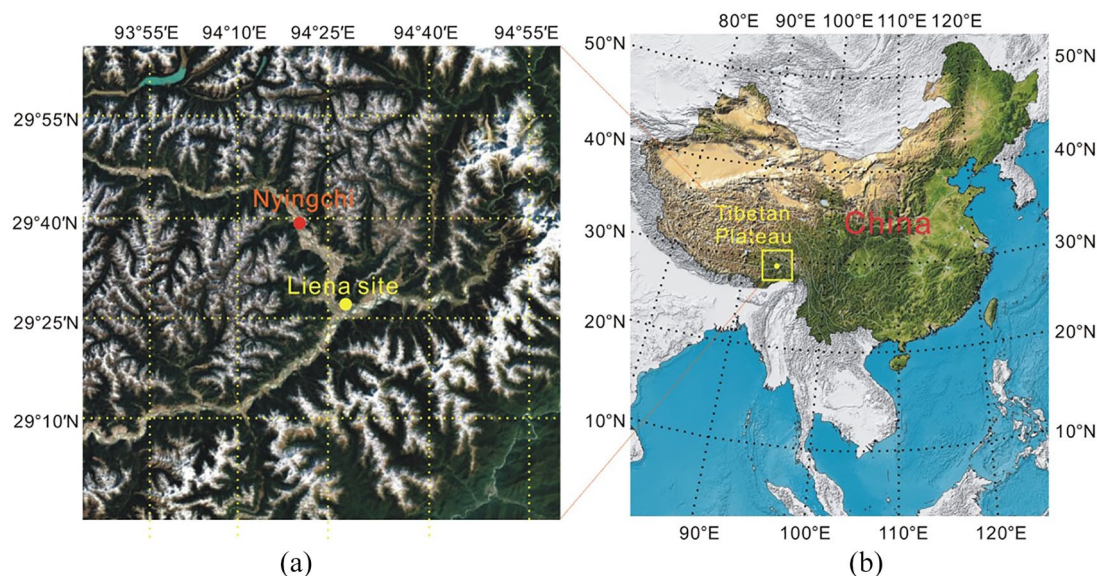 93°55′E 94°10′E 94°25′E 94°40′E 94°55′E
29°55′N
29°40′N
29°25′N
29°10′N
Nyingchi
Liena site
(a)
80°E 90°E 100°E 110°E 120°E
50°N
40°N
30°N
20°N
10°N
Tibetan
Plateau
China
50°N
40°N
30°N
20°N
10°N
90°E 100°E 110°E 120°E
(b)